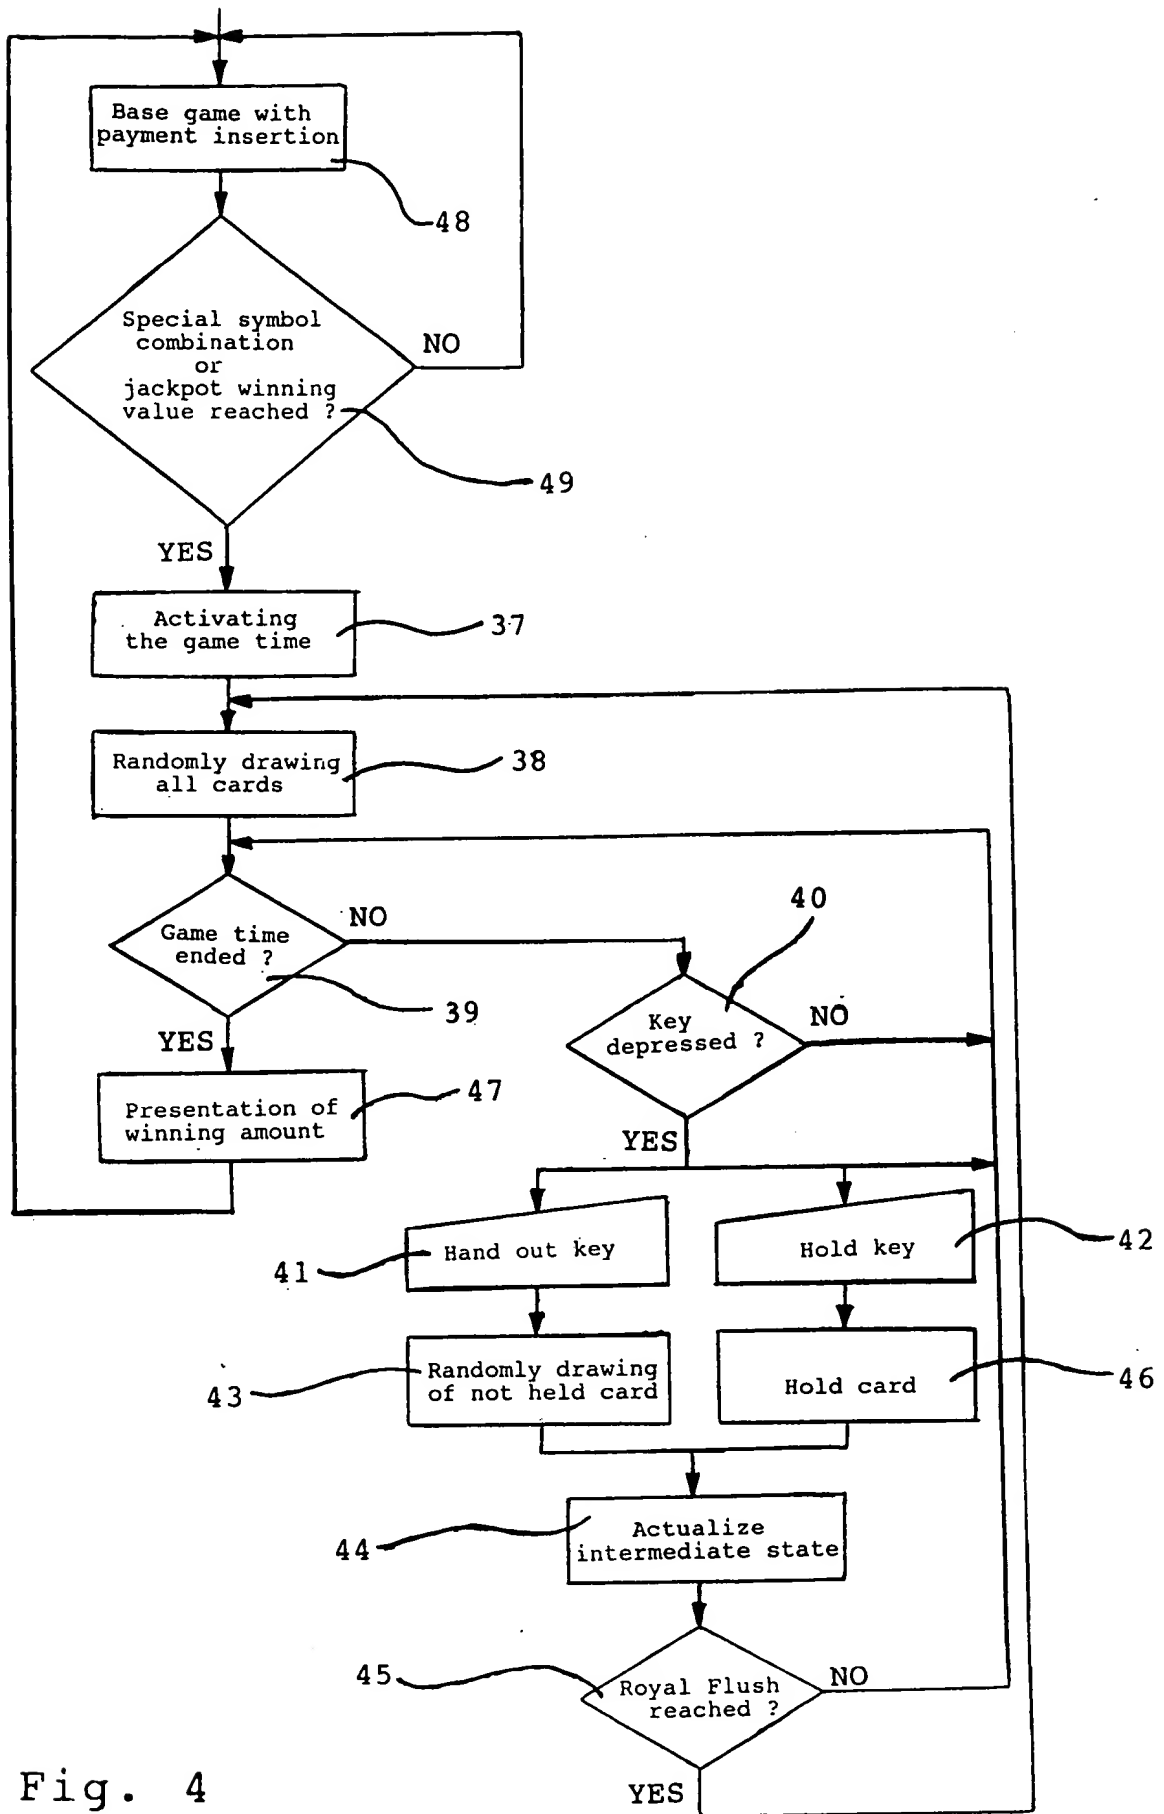 Base game with
payment insertion
48
Special symbol
combination
or
jackpot winning
value reached ?
NO
49
YES
Activating
the game time
37
Randomly drawing
all cards
38
Game time
ended ?
NO
39
40
Key
depressed ?
NO
YES
Presentation of
winning amount
47
YES
Hand out key
41
Hold key
42
Randomly drawing
of not held card
43
Hold card
46
Actualize
intermediate state
44
Royal Flush
reached ?
45
NO
YES
Fig. 4